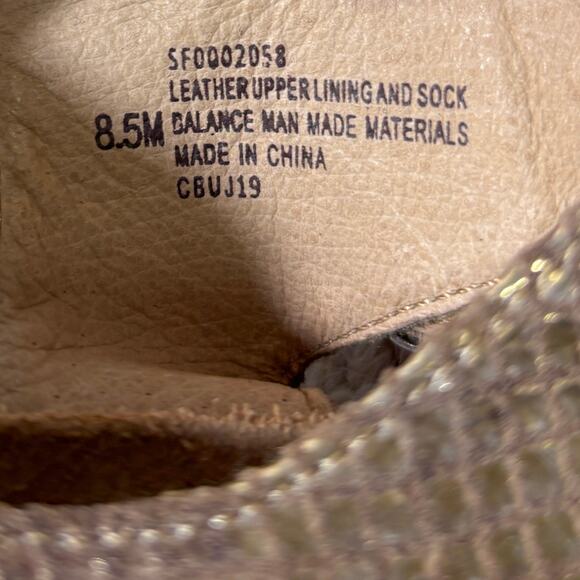 SF0002058
LEATHER UPPER LINING AND SOCK
8.5M BALANCE MAN MADE MATERIALS
MADE IN CHINA
CBUJ19